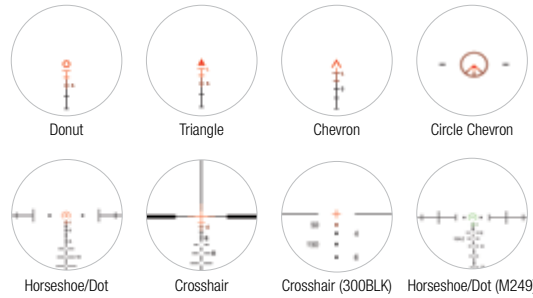 Donut
Triangle
Chevron
Circle Chevron
Horseshoe/Dot
Crosshair
Crosshair (300BLK)
Horseshoe/Dot (M249)